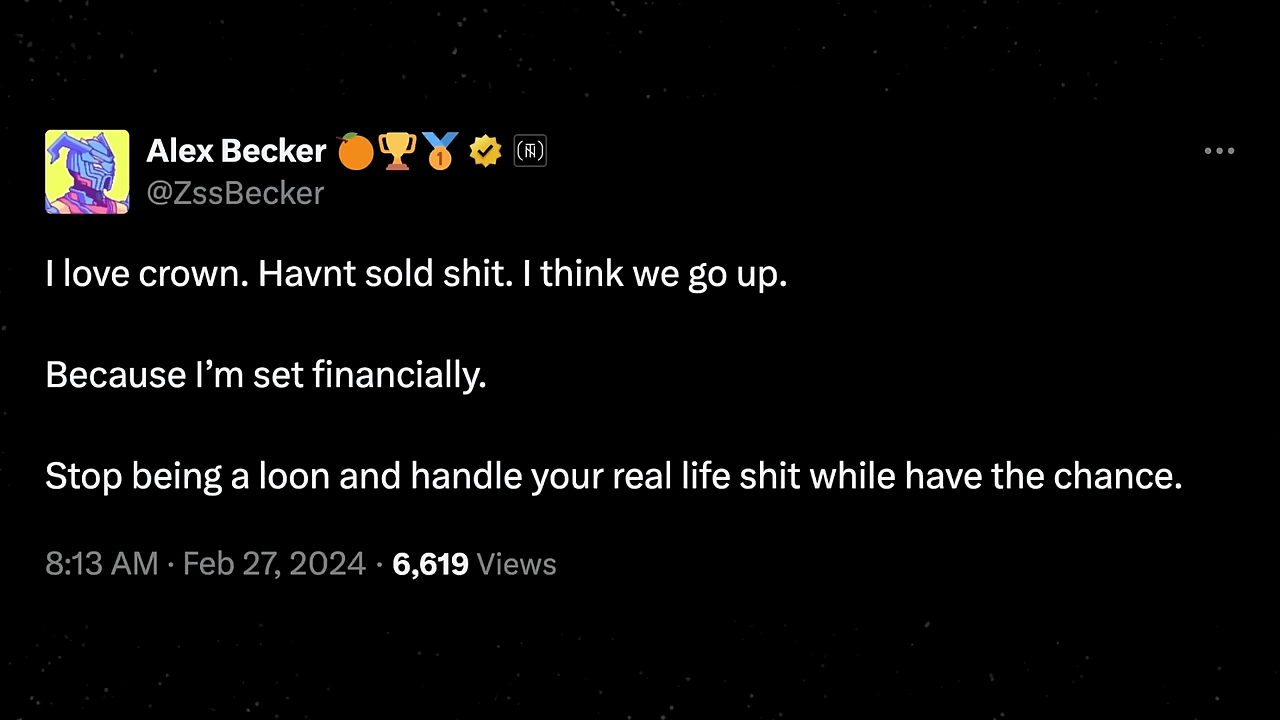 Alex Becker 🍊🏆🥇
@ZssBecker
I love crown. Havnt sold shit. I think we go up.
Because I’m set financially.
Stop being a loon and handle your real life shit while have the chance.
8:13 AM · Feb 27, 2024 · 6,619 Views